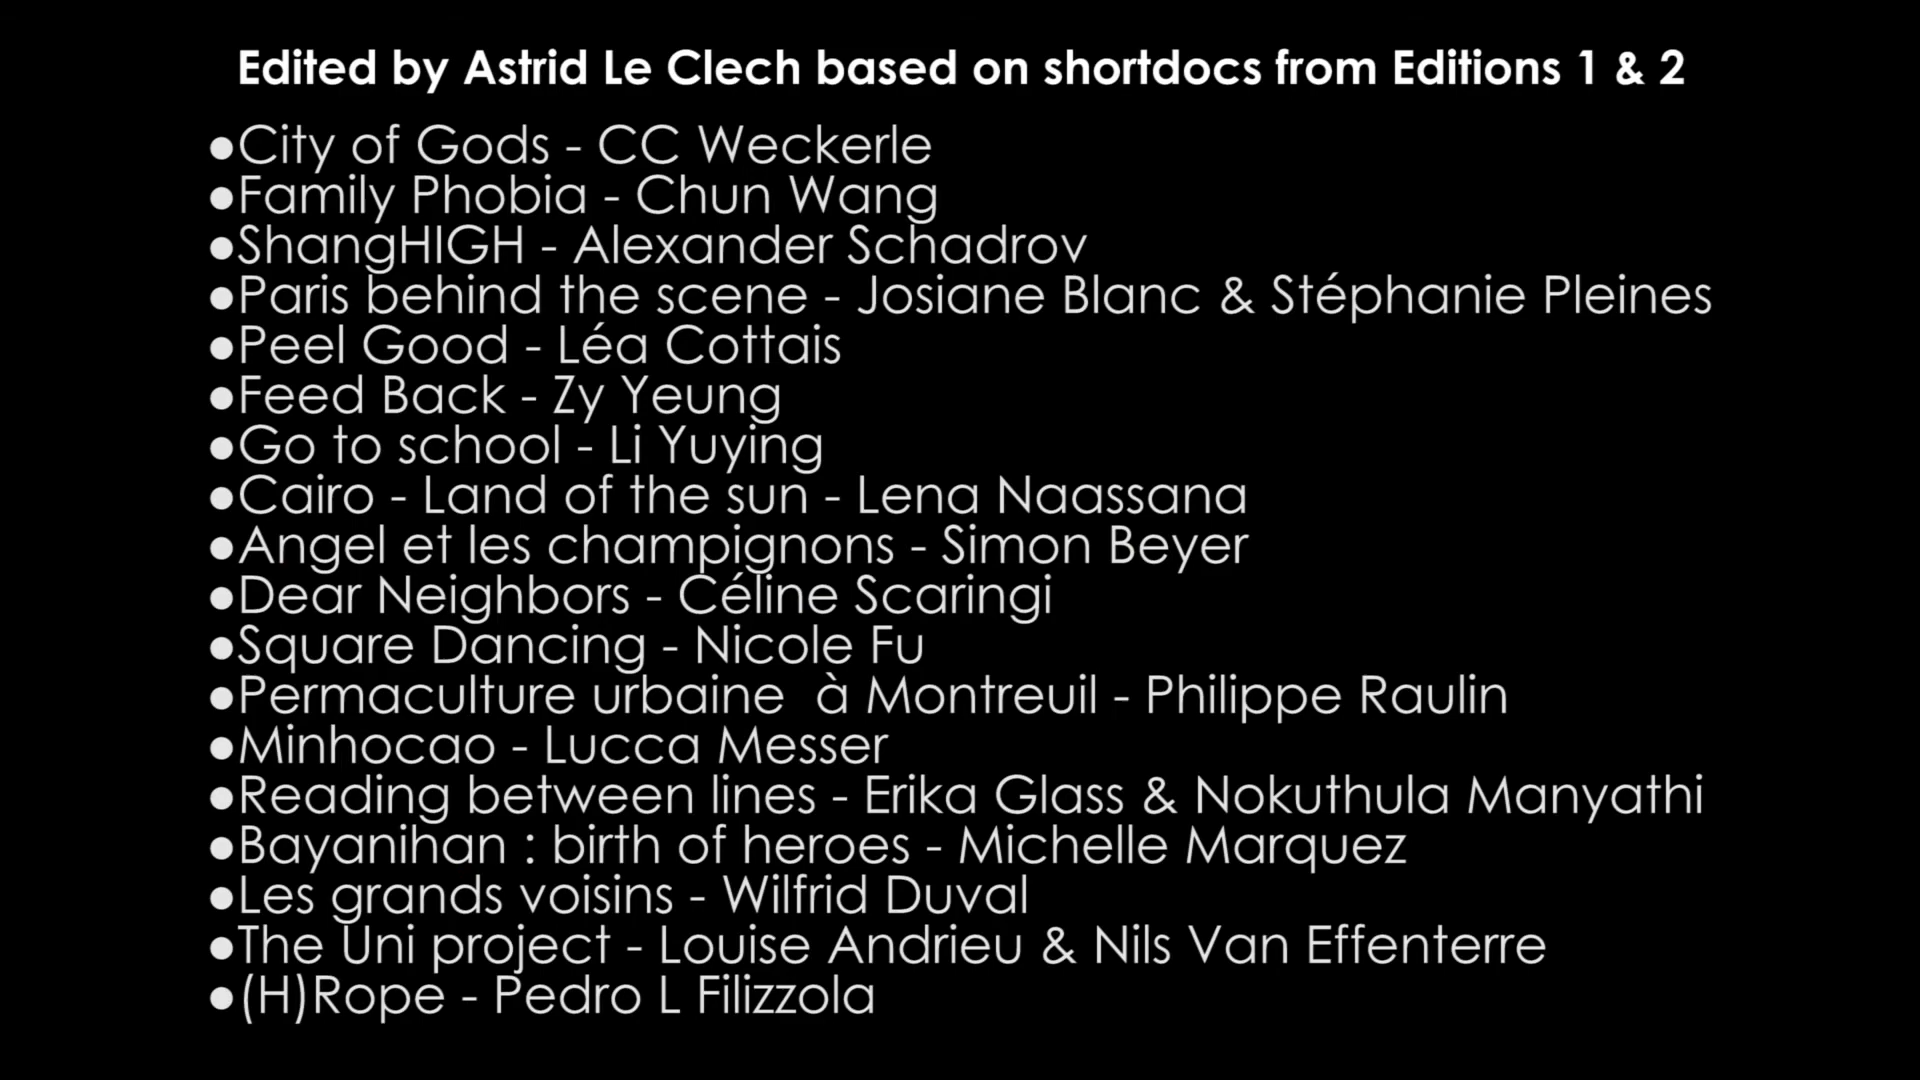 Edited by Astrid Le Clech based on shortdocs from Editions 1 & 2
●City of Gods - CC Weckerle
●Family Phobia - Chun Wang
●ShangHIGH - Alexander Schadrov
●Paris behind the scene - Josiane Blanc & Stéphanie Pleines
●Peel Good - Léa Cottais
●Feed Back - Zy Yeung
●Go to school - Li Yuying
●Cairo - Land of the sun - Lena Naassana
●Angel et les champignons - Simon Beyer
●Dear Neighbors - Céline Scaringi
●Square Dancing - Nicole Fu
●Permaculture urbaine  à Montreuil - Philippe Raulin
●Minhocao - Lucca Messer
●Reading between lines - Erika Glass & Nokuthula Manyathi
●Bayanihan : birth of heroes - Michelle Marquez
●Les grands voisins - Wilfrid Duval
●The Uni project - Louise Andrieu & Nils Van Effenterre
●(H)Rope - Pedro L Filizzola